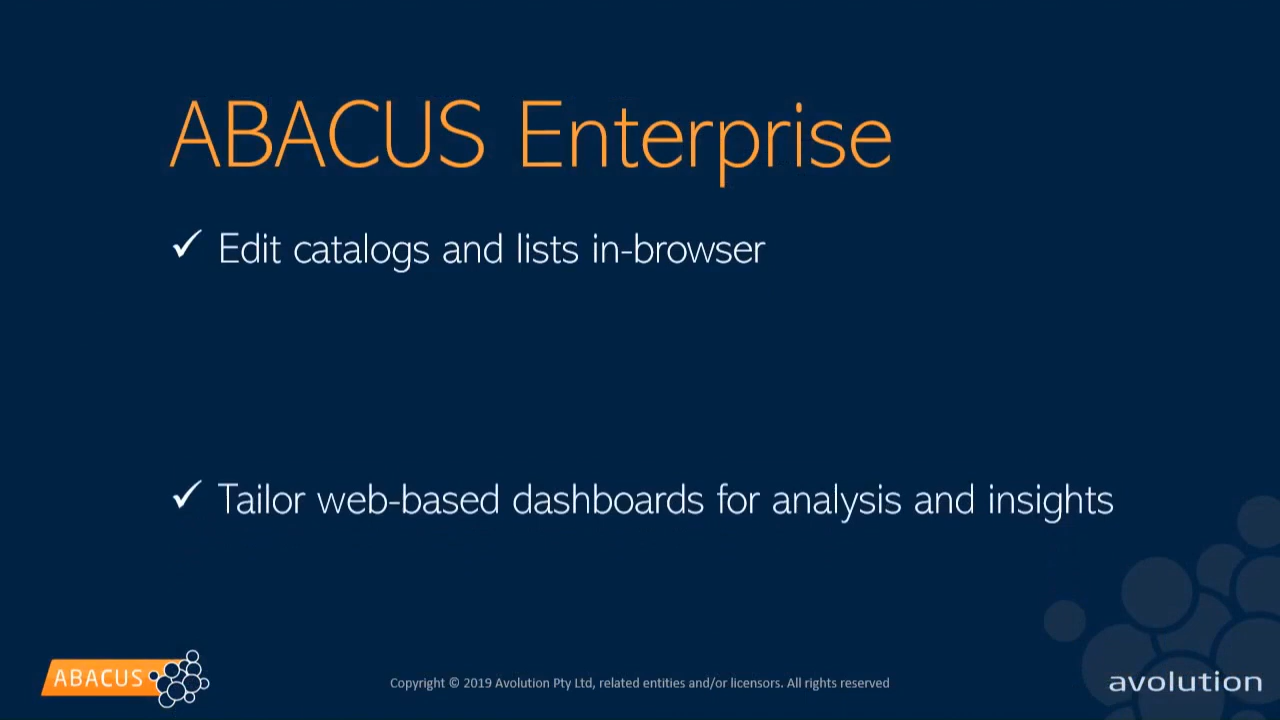 ABACUS Enterprise
✓ Edit catalogs and lists in-browser
✓ Tailor web-based dashboards for analysis and insights
ABACUS
Copyright © 2019 Avolution Pty Ltd, related entities and/or licensors. All rights reserved
avolution